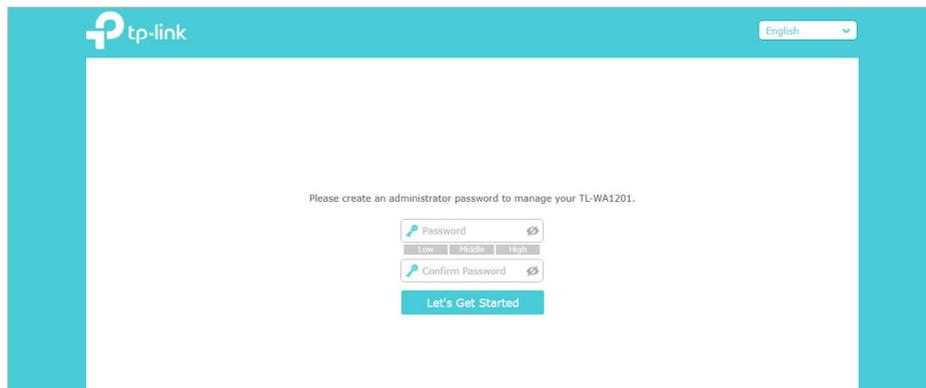 tp-link
English
Please create an administrator password to manage your TL-WA1201.
Password
Low Middle High
Confirm Password
Let's Get Started